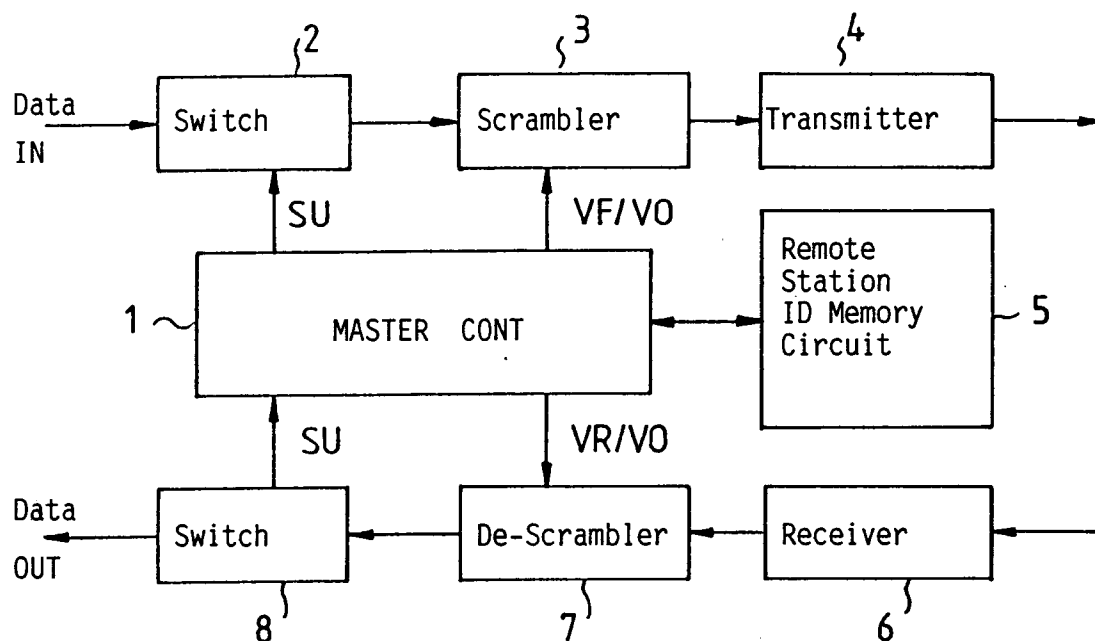 2
3
4
Data
IN
Switch
Scrambler
Transmitter
SU
VF/VO
1
MASTER CONT
Remote
Station
ID Memory
Circuit
5
SU
VR/VO
Data
OUT
Switch
De-Scrambler
Receiver
8
7
6